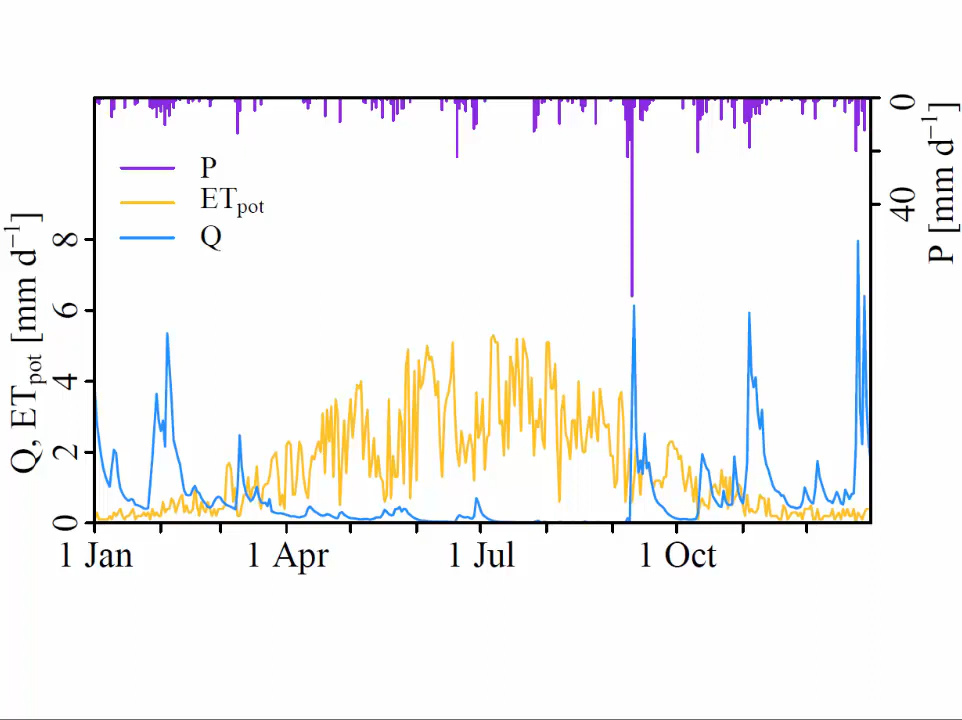 P
ETpot
Q
0
40
P [mm d⁻¹]
8
6
4
2
0
Q, ETpot [mm d⁻¹]
1 Jan
1 Apr
1 Jul
1 Oct